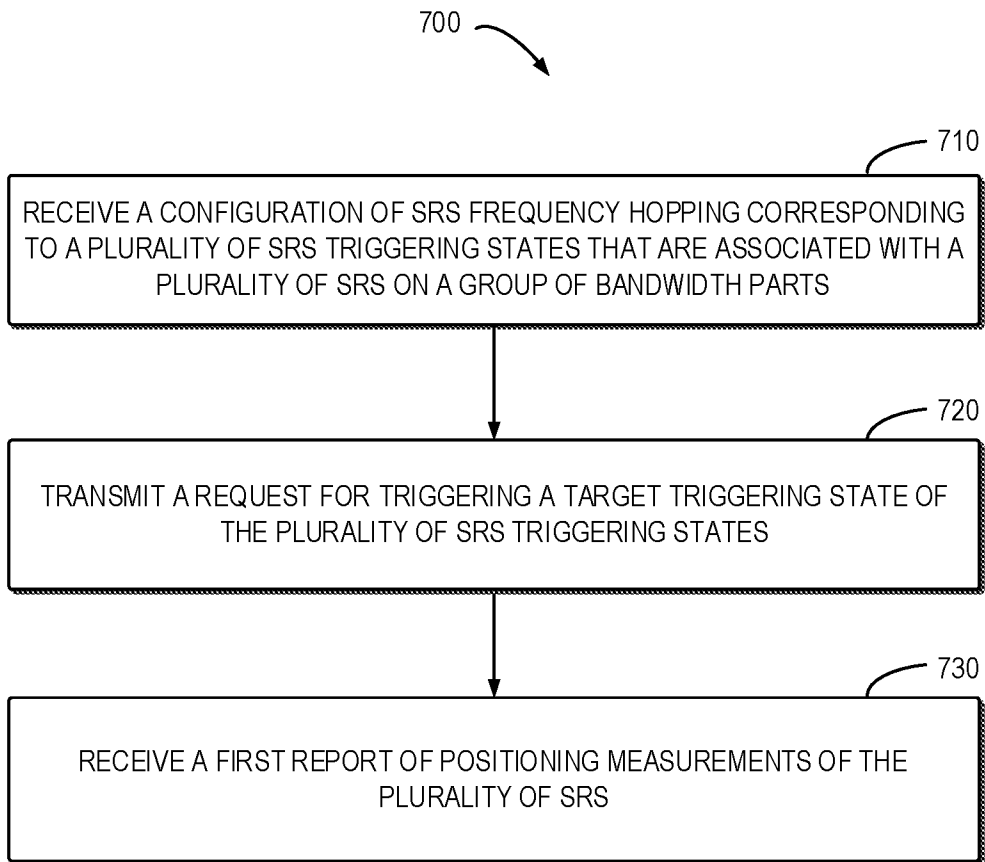 700
710
RECEIVE A CONFIGURATION OF SRS FREQUENCY HOPPING CORRESPONDING
TO A PLURALITY OF SRS TRIGGERING STATES THAT ARE ASSOCIATED WITH A
PLURALITY OF SRS ON A GROUP OF BANDWIDTH PARTS
720
TRANSMIT A REQUEST FOR TRIGGERING A TARGET TRIGGERING STATE OF
THE PLURALITY OF SRS TRIGGERING STATES
730
RECEIVE A FIRST REPORT OF POSITIONING MEASUREMENTS OF THE
PLURALITY OF SRS